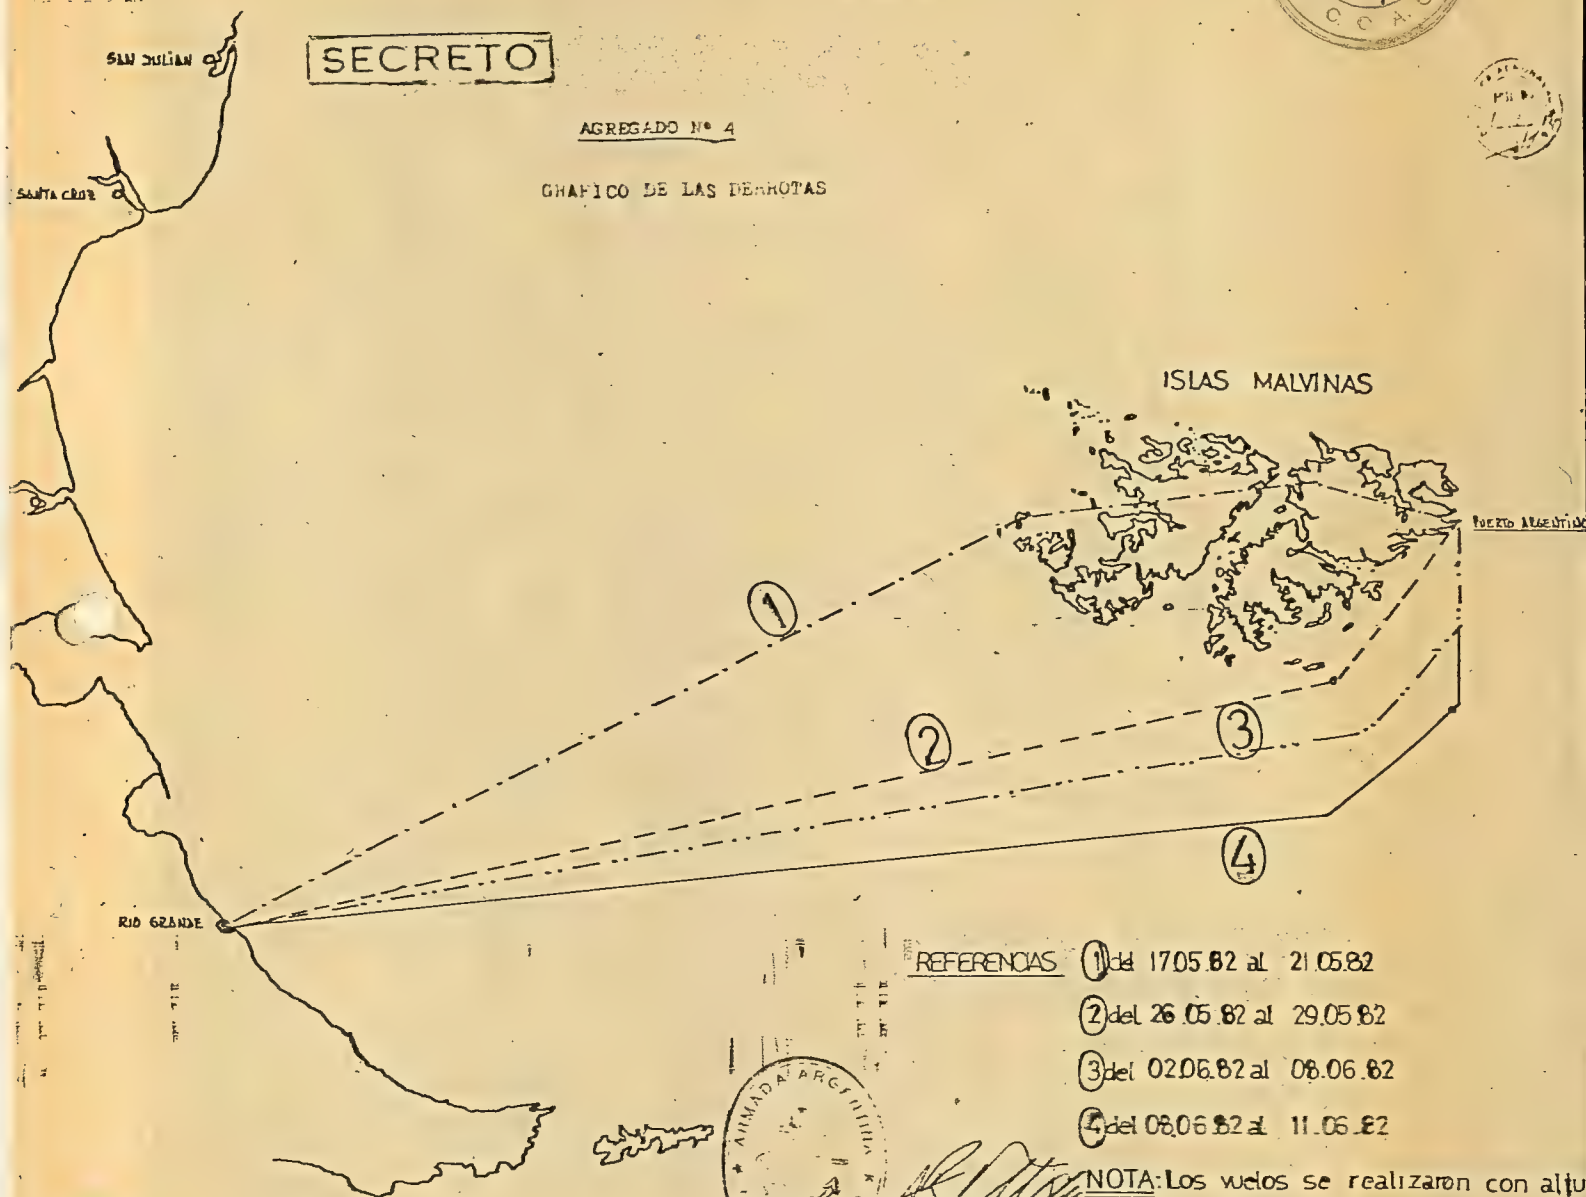 C.C.A.
SAN JULIAN
SECRETO
AGREGADO Nº 4
GRAFICO DE LAS DERROTAS
SANTA CRUZ
ISLAS MALVINAS
PUERTO ARGENTINO
1
2
3
4
RIO GRANDE
REFERENCIAS 1 del 17.05.82 al 21.05.82
2 del 26.05.82 al 29.05.82
3 del 02.06.82 al 08.06.82
4 del 08.06.82 al 11.06.82
ARMADA ARGENTINA
NOTA: Los vuelos se realizaron con altu